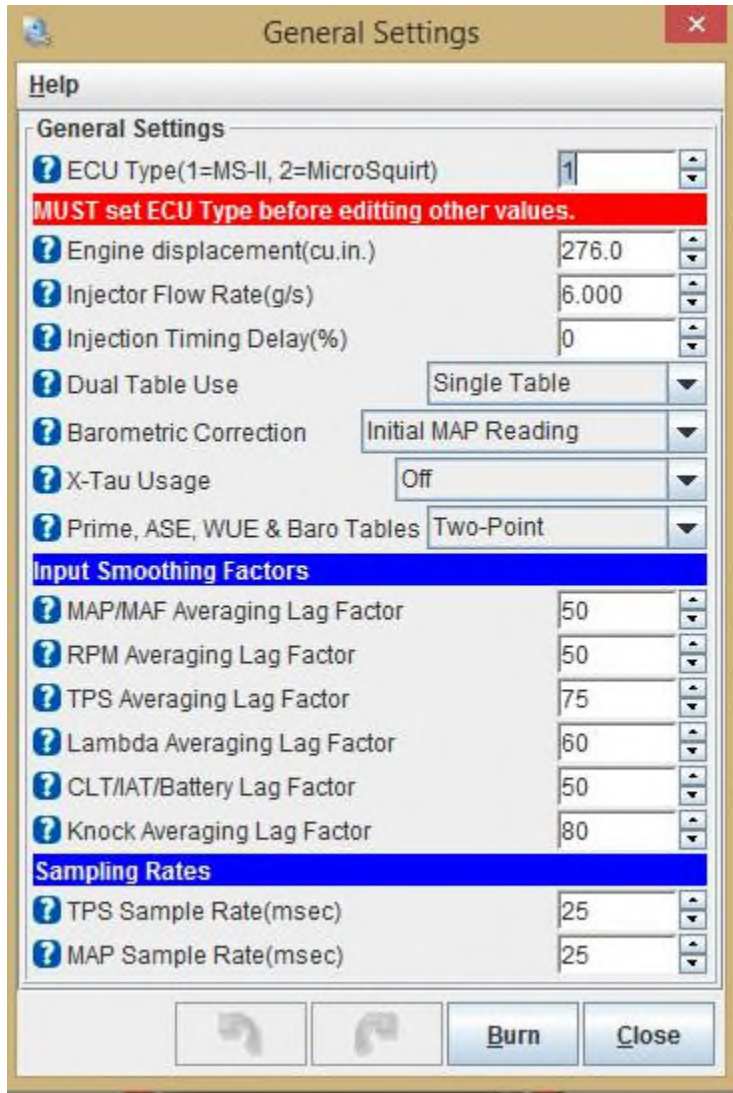 General Settings
Help
General Settings
ECU Type(1=MS-II, 2=MicroSquirt) 1
MUST set ECU Type before editting other values.
Engine displacement(cu.in.) 276.0
Injector Flow Rate(g/s) 6.000
Injection Timing Delay(%) 0
Dual Table Use Single Table
Barometric Correction Initial MAP Reading
X-Tau Usage Off
Prime, ASE, WUE & Baro Tables Two-Point
Input Smoothing Factors
MAP/MAF Averaging Lag Factor 50
RPM Averaging Lag Factor 50
TPS Averaging Lag Factor 75
Lambda Averaging Lag Factor 60
CLT/IAT/Battery Lag Factor 50
Knock Averaging Lag Factor 80
Sampling Rates
TPS Sample Rate(msec) 25
MAP Sample Rate(msec) 25
Burn Close